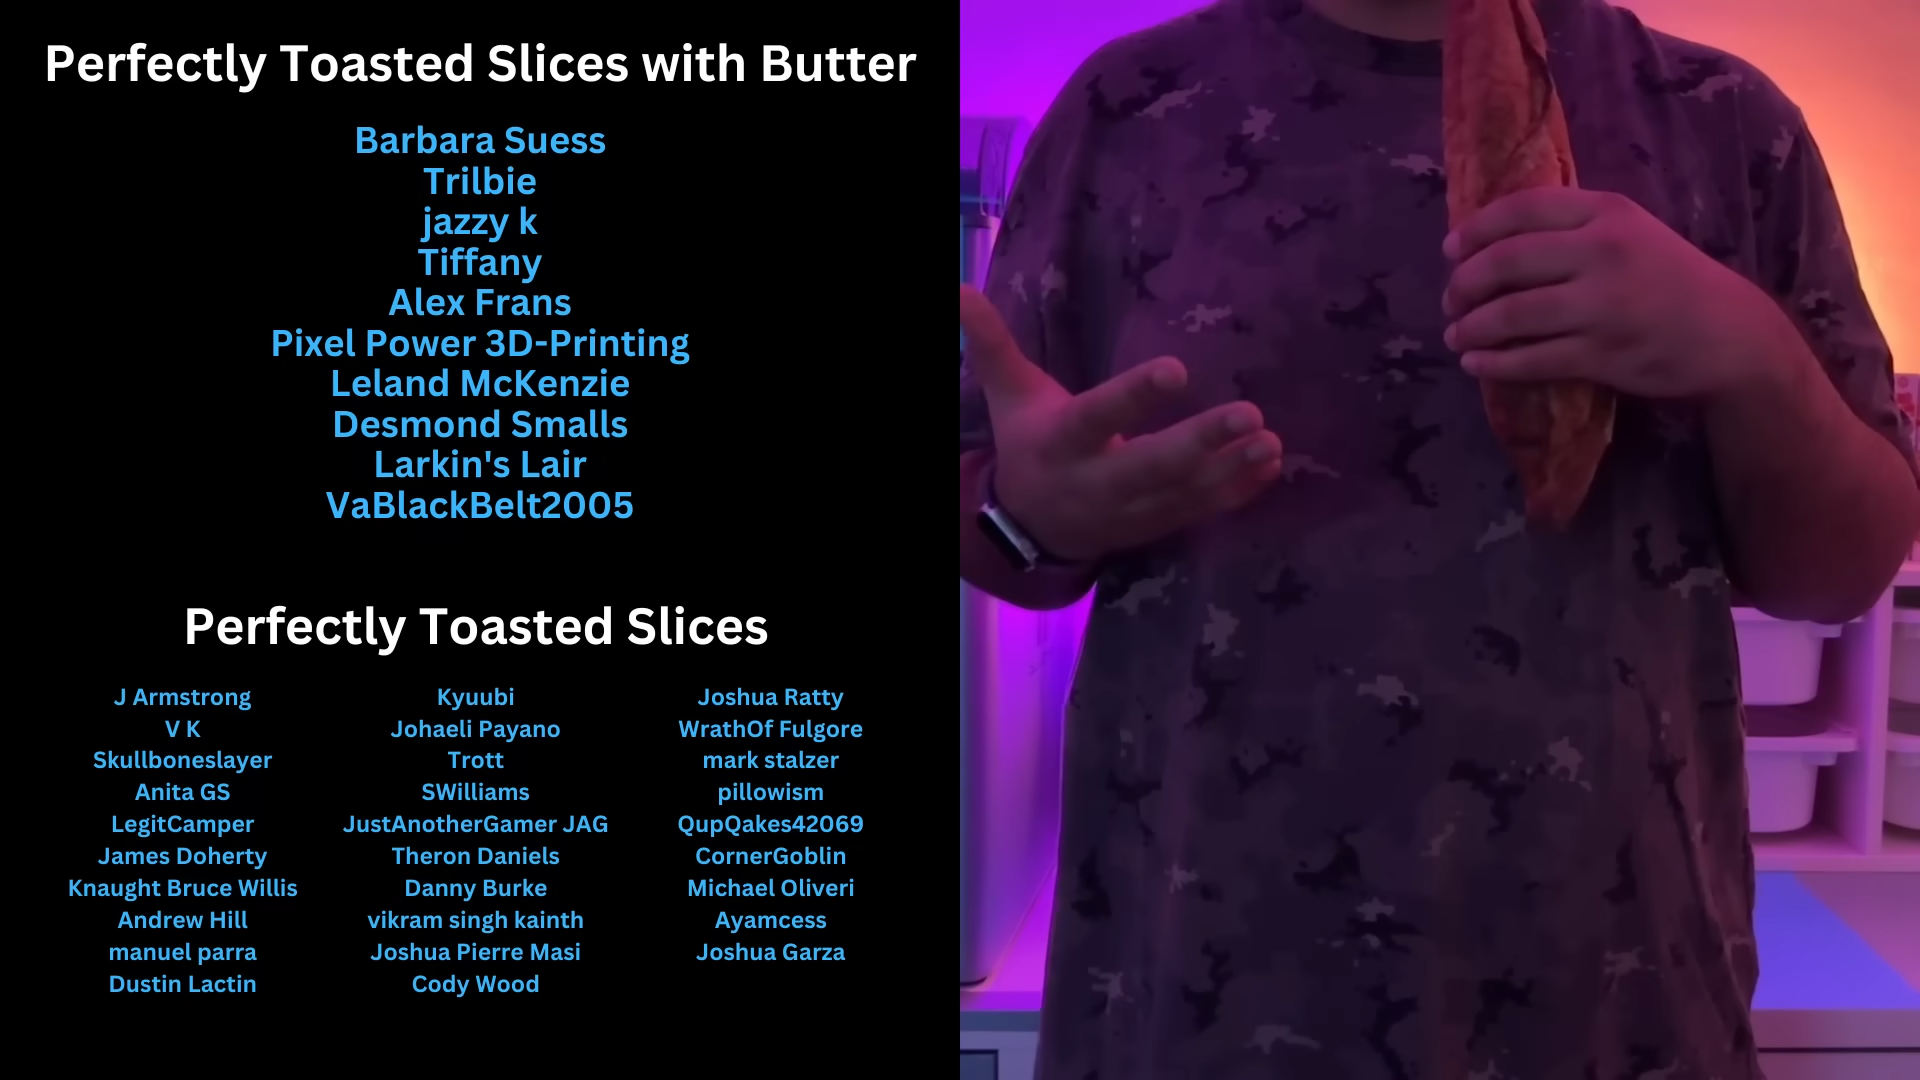 Perfectly Toasted Slices with Butter
Barbara Suess
Trilbie
jazzy k
Tiffany
Alex Frans
Pixel Power 3D-Printing
Leland McKenzie
Desmond Smalls
Larkin's Lair
VaBlackBelt2005
Perfectly Toasted Slices
J Armstrong
V K
Skullboneslayer
Anita GS
LegitCamper
James Doherty
Knaught Bruce Willis
Andrew Hill
manuel parra
Dustin Lactin
Kyuubi
Johaeli Payano
Trott
SWilliams
JustAnotherGamer JAG
Theron Daniels
Danny Burke
vikram singh kainth
Joshua Pierre Masi
Cody Wood
Joshua Ratty
WrathOf Fulgore
mark stalzer
pillowism
QupQakes42069
CornerGoblin
Michael Oliveri
Ayamcess
Joshua Garza